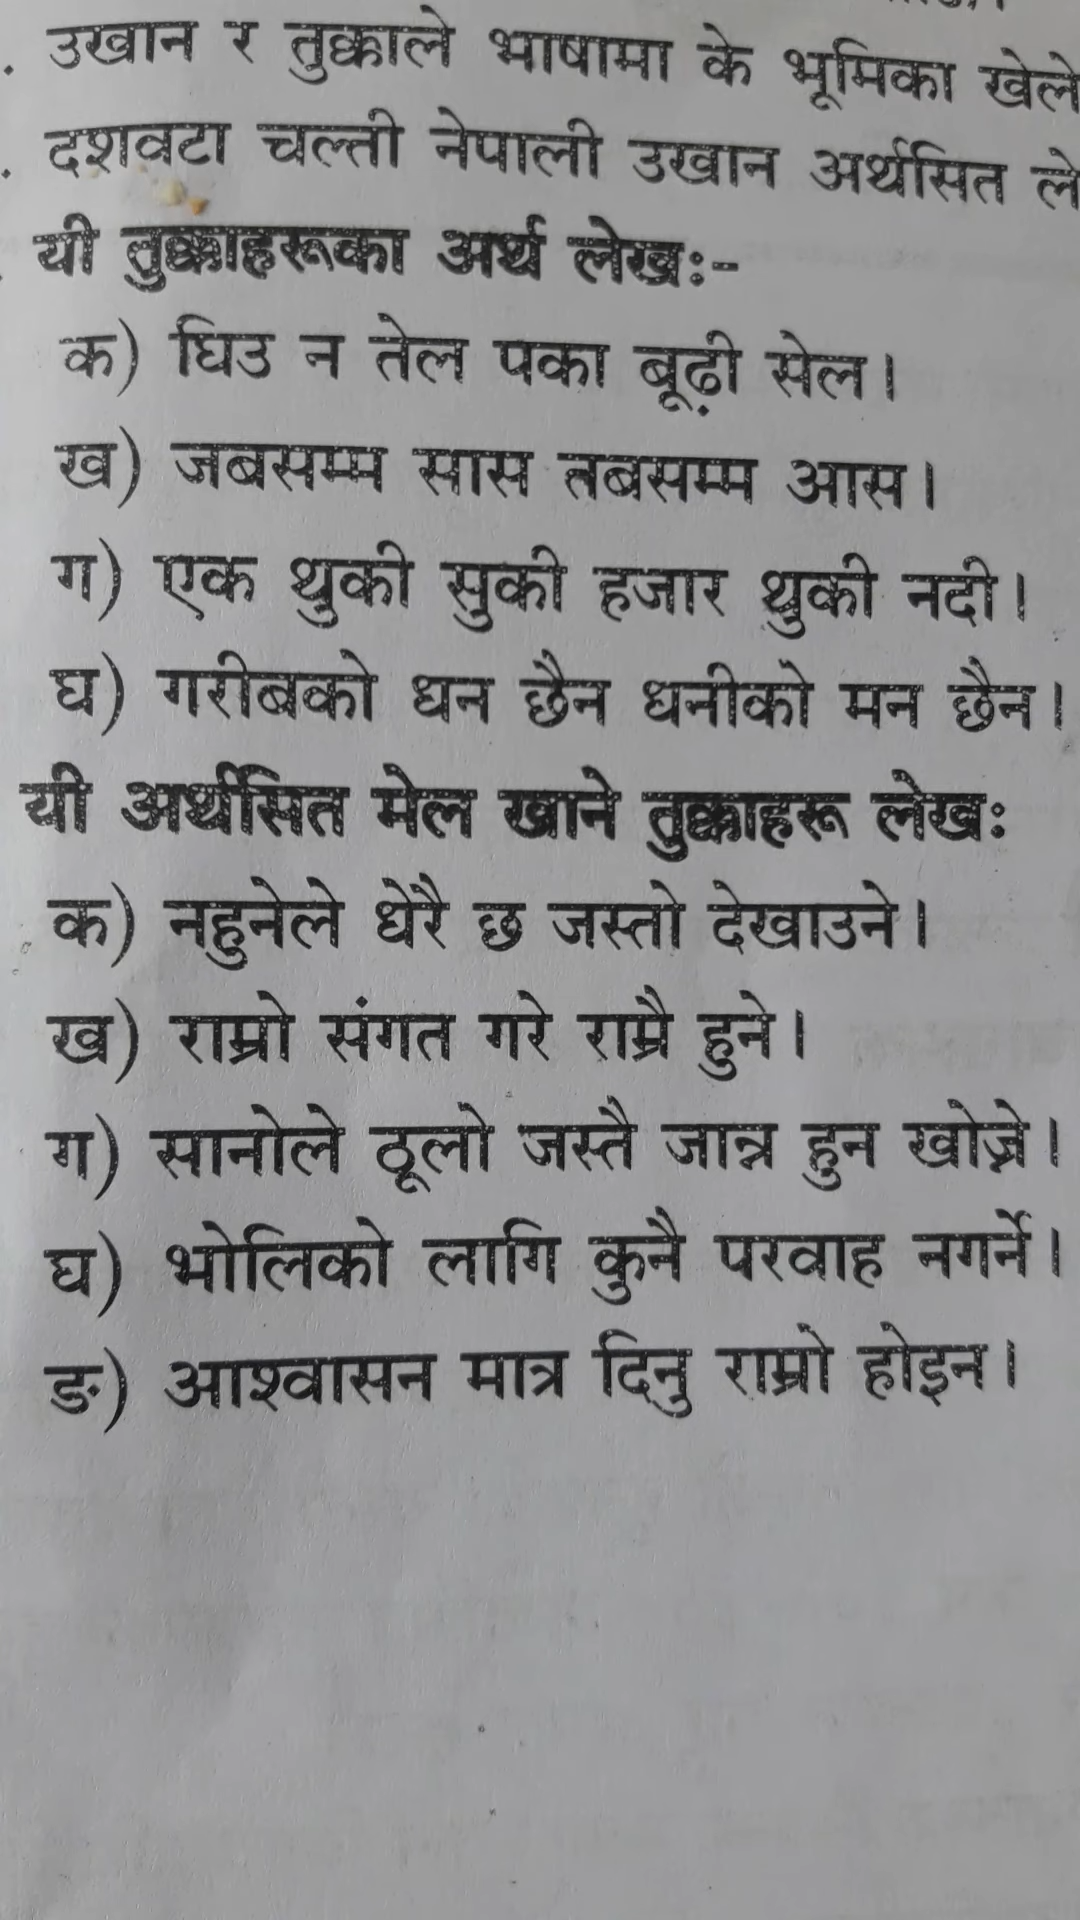 . उखान र तुक्काले भाषामा के भूमिका खेले
. दशवटा चल्ती नेपाली उखान अर्थसित ले
यी तुक्काहरूका अर्थ लेखः-
क) घिउ न तेल पका बूढ़ी सेल।
ख) जबसम्म सास तबसम्म आस।
ग) एक थुकी सुकी हजार थुकी नदी।
घ) गरीबको धन छैन धनीको मन छैन।
यी अर्थसित मेल खाने तुक्काहरू लेखः
क) नहुनेले धेरै छ जस्तो देखाउने।
ख) राम्रो संगत गरे राम्रै हुने।
ग) सानोले ठूलो जस्तै जान्न हुन खोज्ने।
घ) भोलिको लागि कुनै परवाह नगर्ने।
ङ) आश्वासन मात्र दिनु राम्रो होइन।